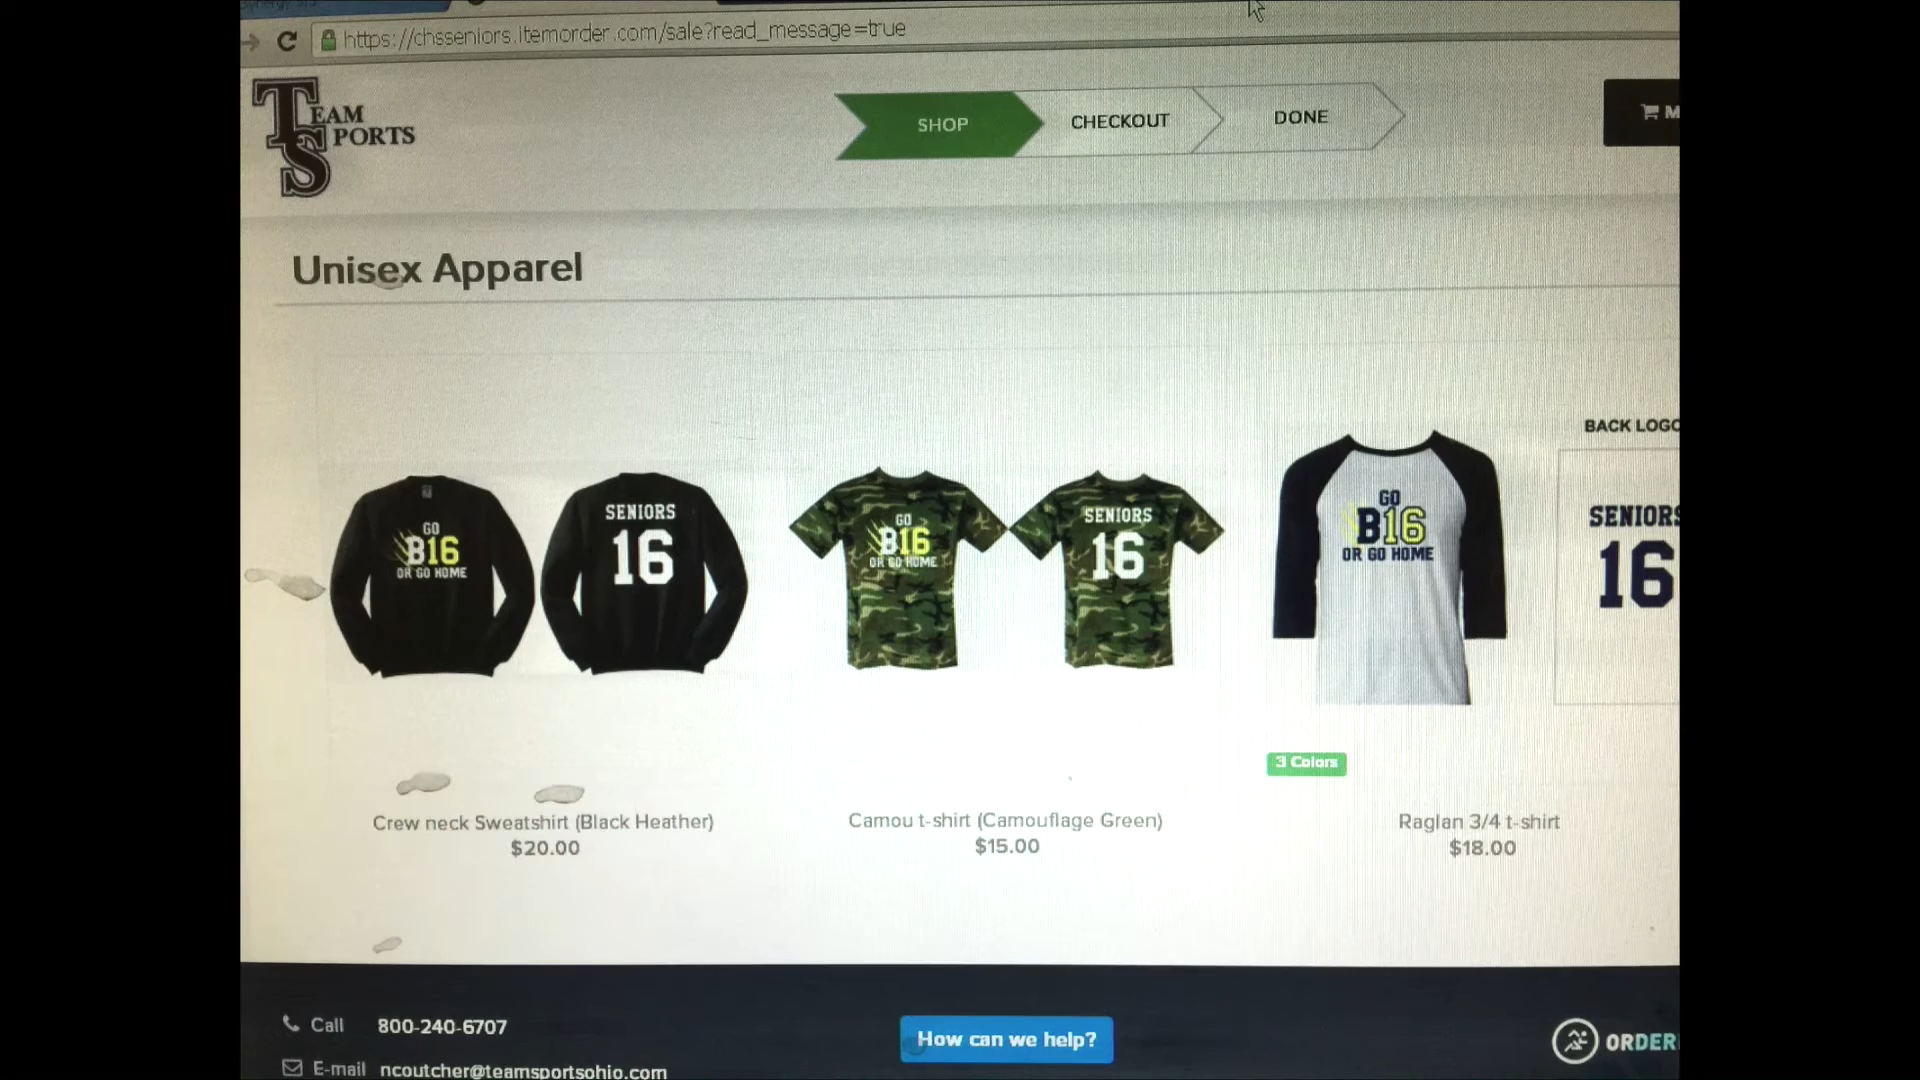 https://chsseniors.itemorder.com/sale?read_message=true
TEAM
SPORTS
SHOP
CHECKOUT
DONE
M
Unisex Apparel
BACK LOGO
GO
B16
OR GO HOME
SENIORS
16
GO
B16
OR GO HOME
SENIORS
16
GO
B16
OR GO HOME
SENIORS
16
3 Colors
Crew neck Sweatshirt (Black Heather)
$20.00
Camou t-shirt (Camouflage Green)
$15.00
Raglan 3/4 t-shirt
$18.00
Call 800-240-6707
How can we help?
ORDER
E-mail ncoutcher@teamsportsohio.com